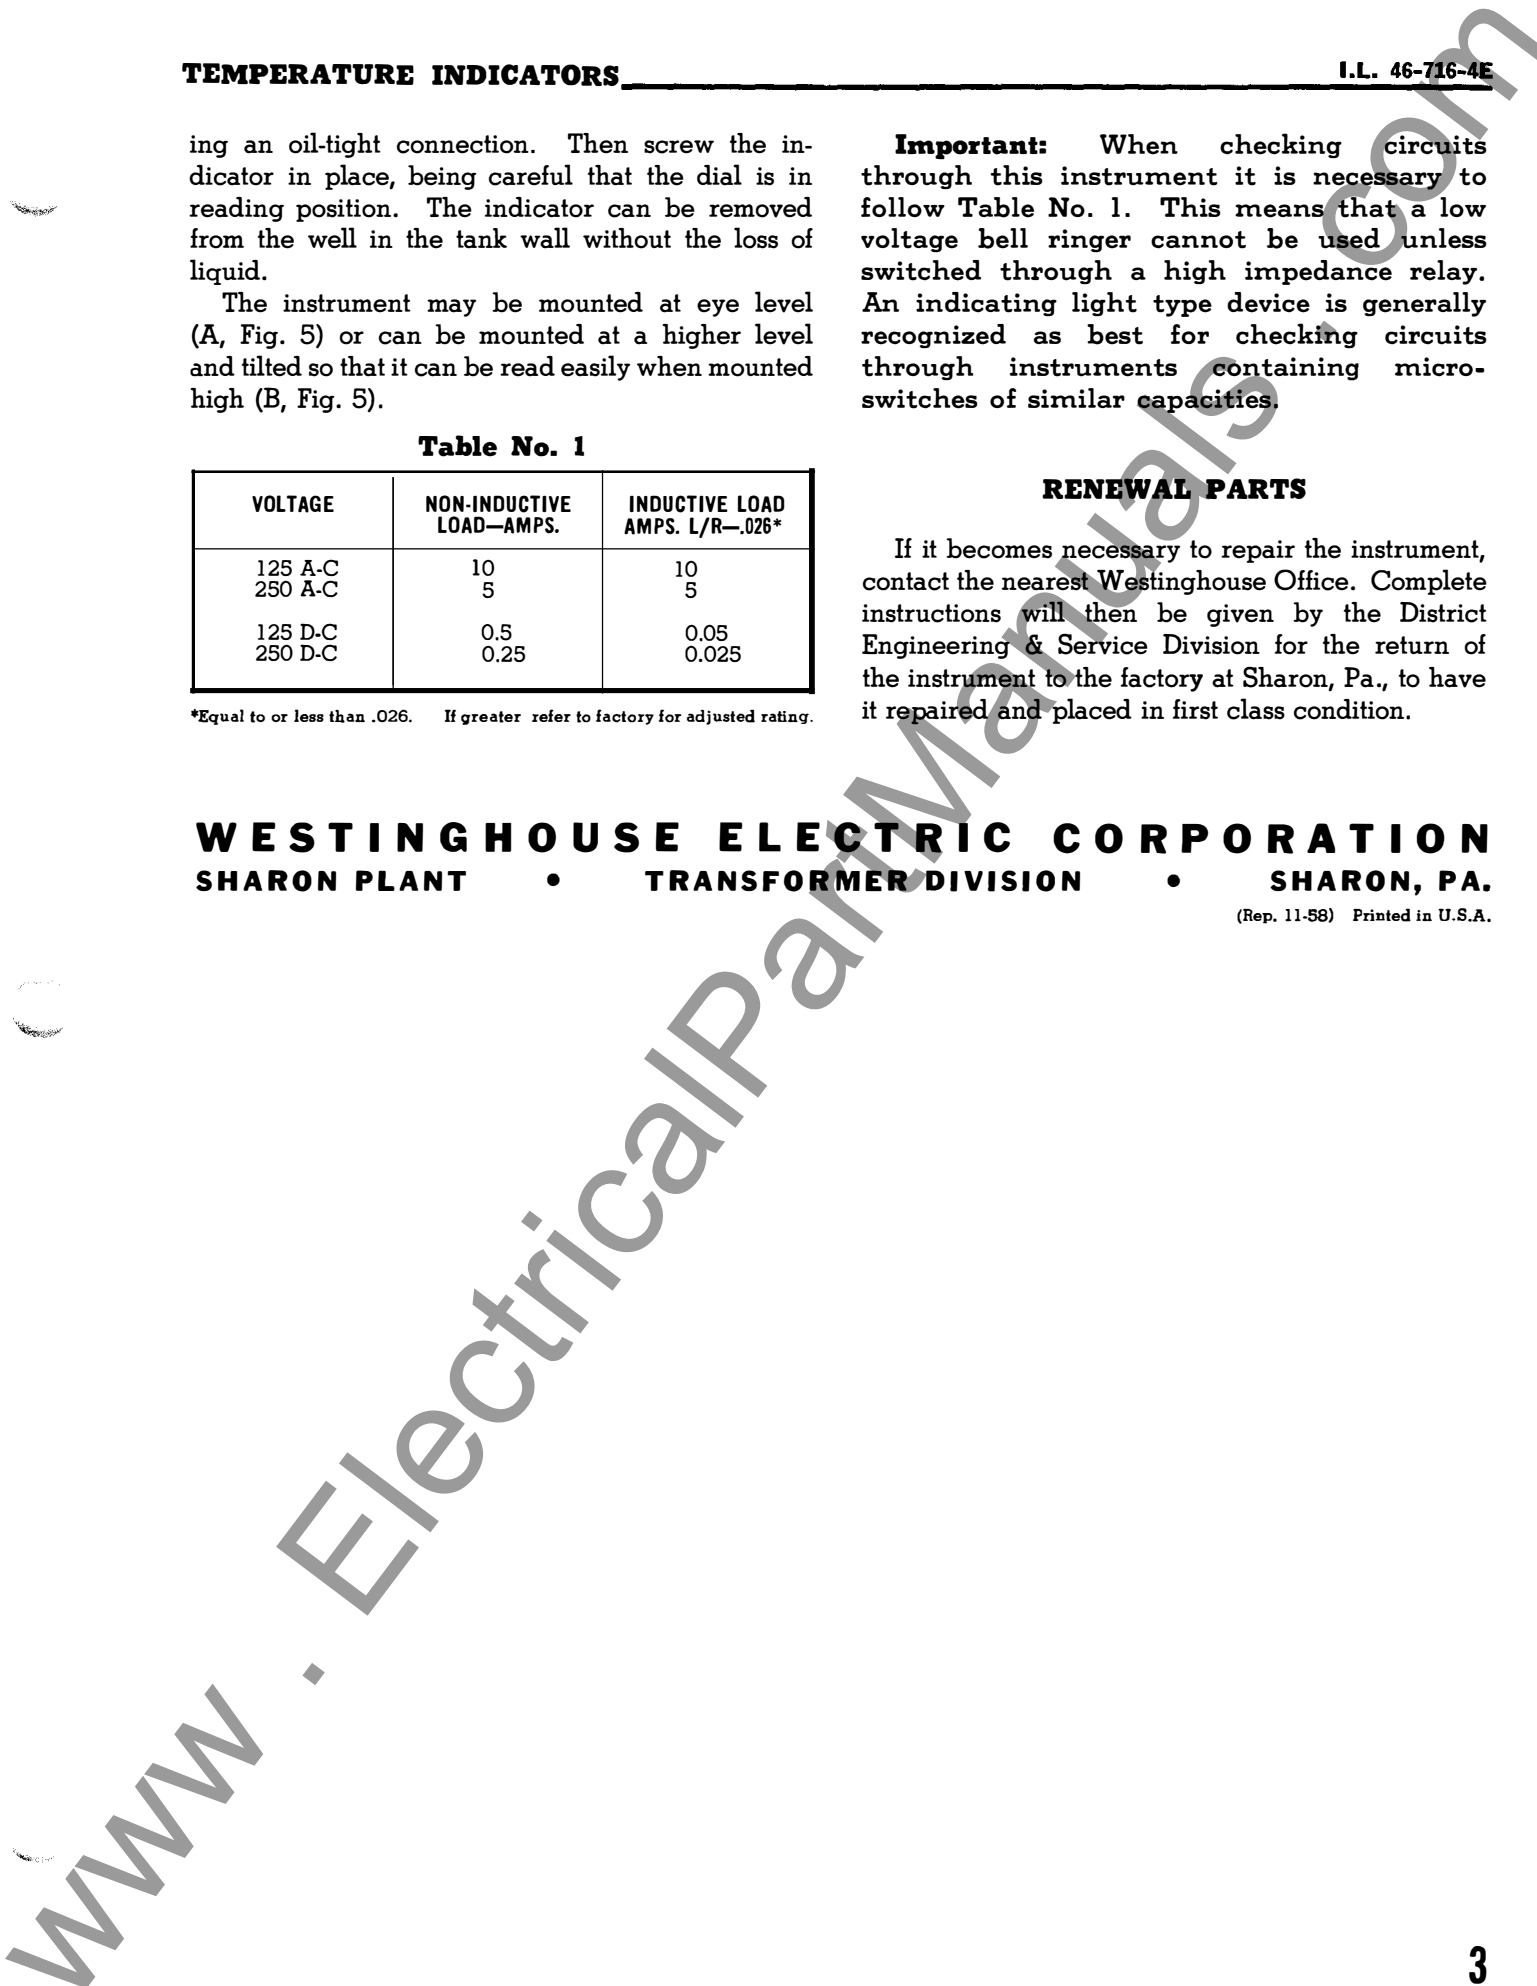 TEMPERATURE INDICATORS
I.L. 46-716-4E
ing an oil-tight connection. Then screw the in-
dicator in place, being careful that the dial is in
reading position. The indicator can be removed
from the well in the tank wall without the loss of
liquid.
The instrument may be mounted at eye level
(A, Fig. 5) or can be mounted at a higher level
and tilted so that it can be read easily when mounted
high (B, Fig. 5).
Table No. 1
VOLTAGE NON-INDUCTIVE LOAD—AMPS. INDUCTIVE LOAD AMPS. L/R—.026*
125 A-C 10 10
250 A-C 5 5
125 D-C 0.5 0.05
250 D-C 0.25 0.025
*Equal to or less than .026. If greater refer to factory for adjusted rating.
Important: When checking circuits
through this instrument it is necessary to
follow Table No. 1. This means that a low
voltage bell ringer cannot be used unless
switched through a high impedance relay.
An indicating light type device is generally
recognized as best for checking circuits
through instruments containing micro-
switches of similar capacities.
RENEWAL PARTS
If it becomes necessary to repair the instrument,
contact the nearest Westinghouse Office. Complete
instructions will then be given by the District
Engineering & Service Division for the return of
the instrument to the factory at Sharon, Pa., to have
it repaired and placed in first class condition.
WESTINGHOUSE ELECTRIC CORPORATION
SHARON PLANT • TRANSFORMER DIVISION • SHARON, PA.
(Rep. 11-58) Printed in U.S.A.
www . ElectricalPartManuals . com
3